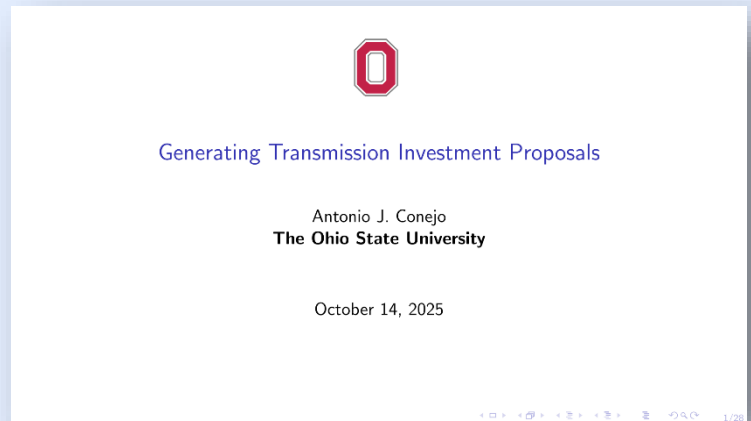 Generating Transmission Investment Proposals
Antonio J. Conejo
The Ohio State University
October 14, 2025
1/28